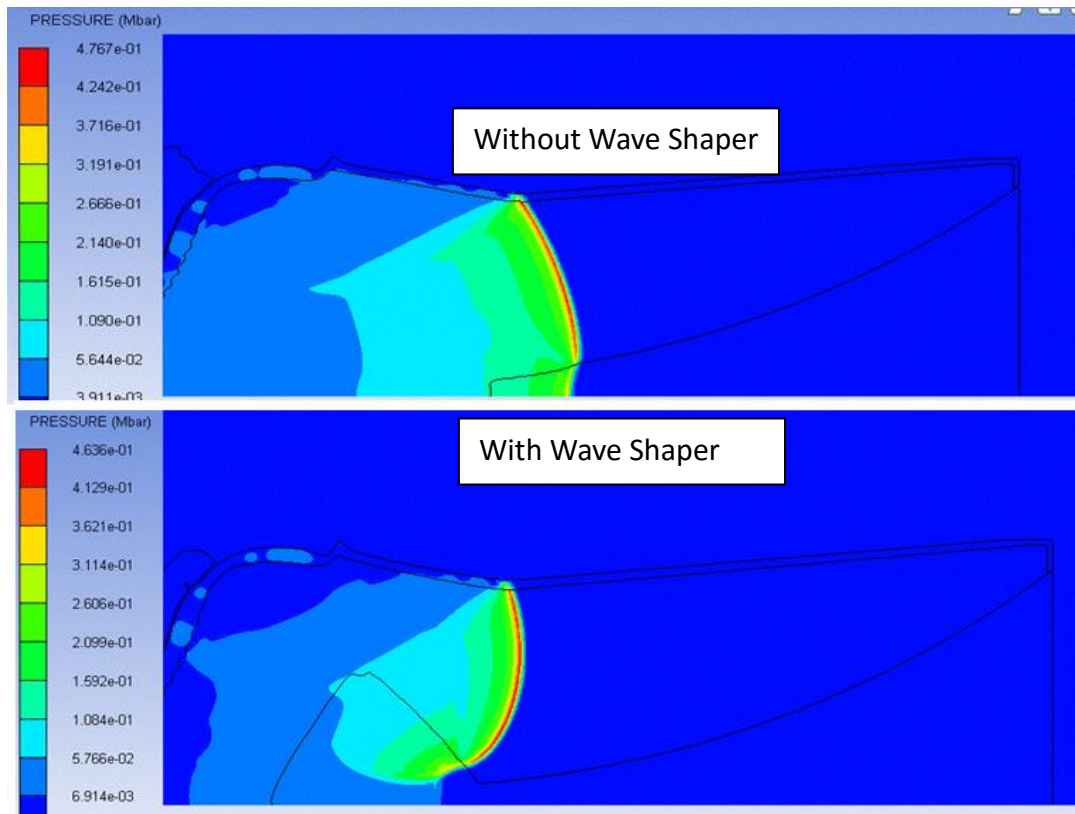 PRESSURE (Mbar)
4.767e-01
4.242e-01
3.716e-01
3.191e-01
2.666e-01
2.140e-01
1.615e-01
1.090e-01
5.644e-02
3.911e-03
Without Wave Shaper
PRESSURE (Mbar)
4.636e-01
4.129e-01
3.621e-01
3.114e-01
2.606e-01
2.099e-01
1.592e-01
1.084e-01
5.766e-02
6.914e-03
With Wave Shaper